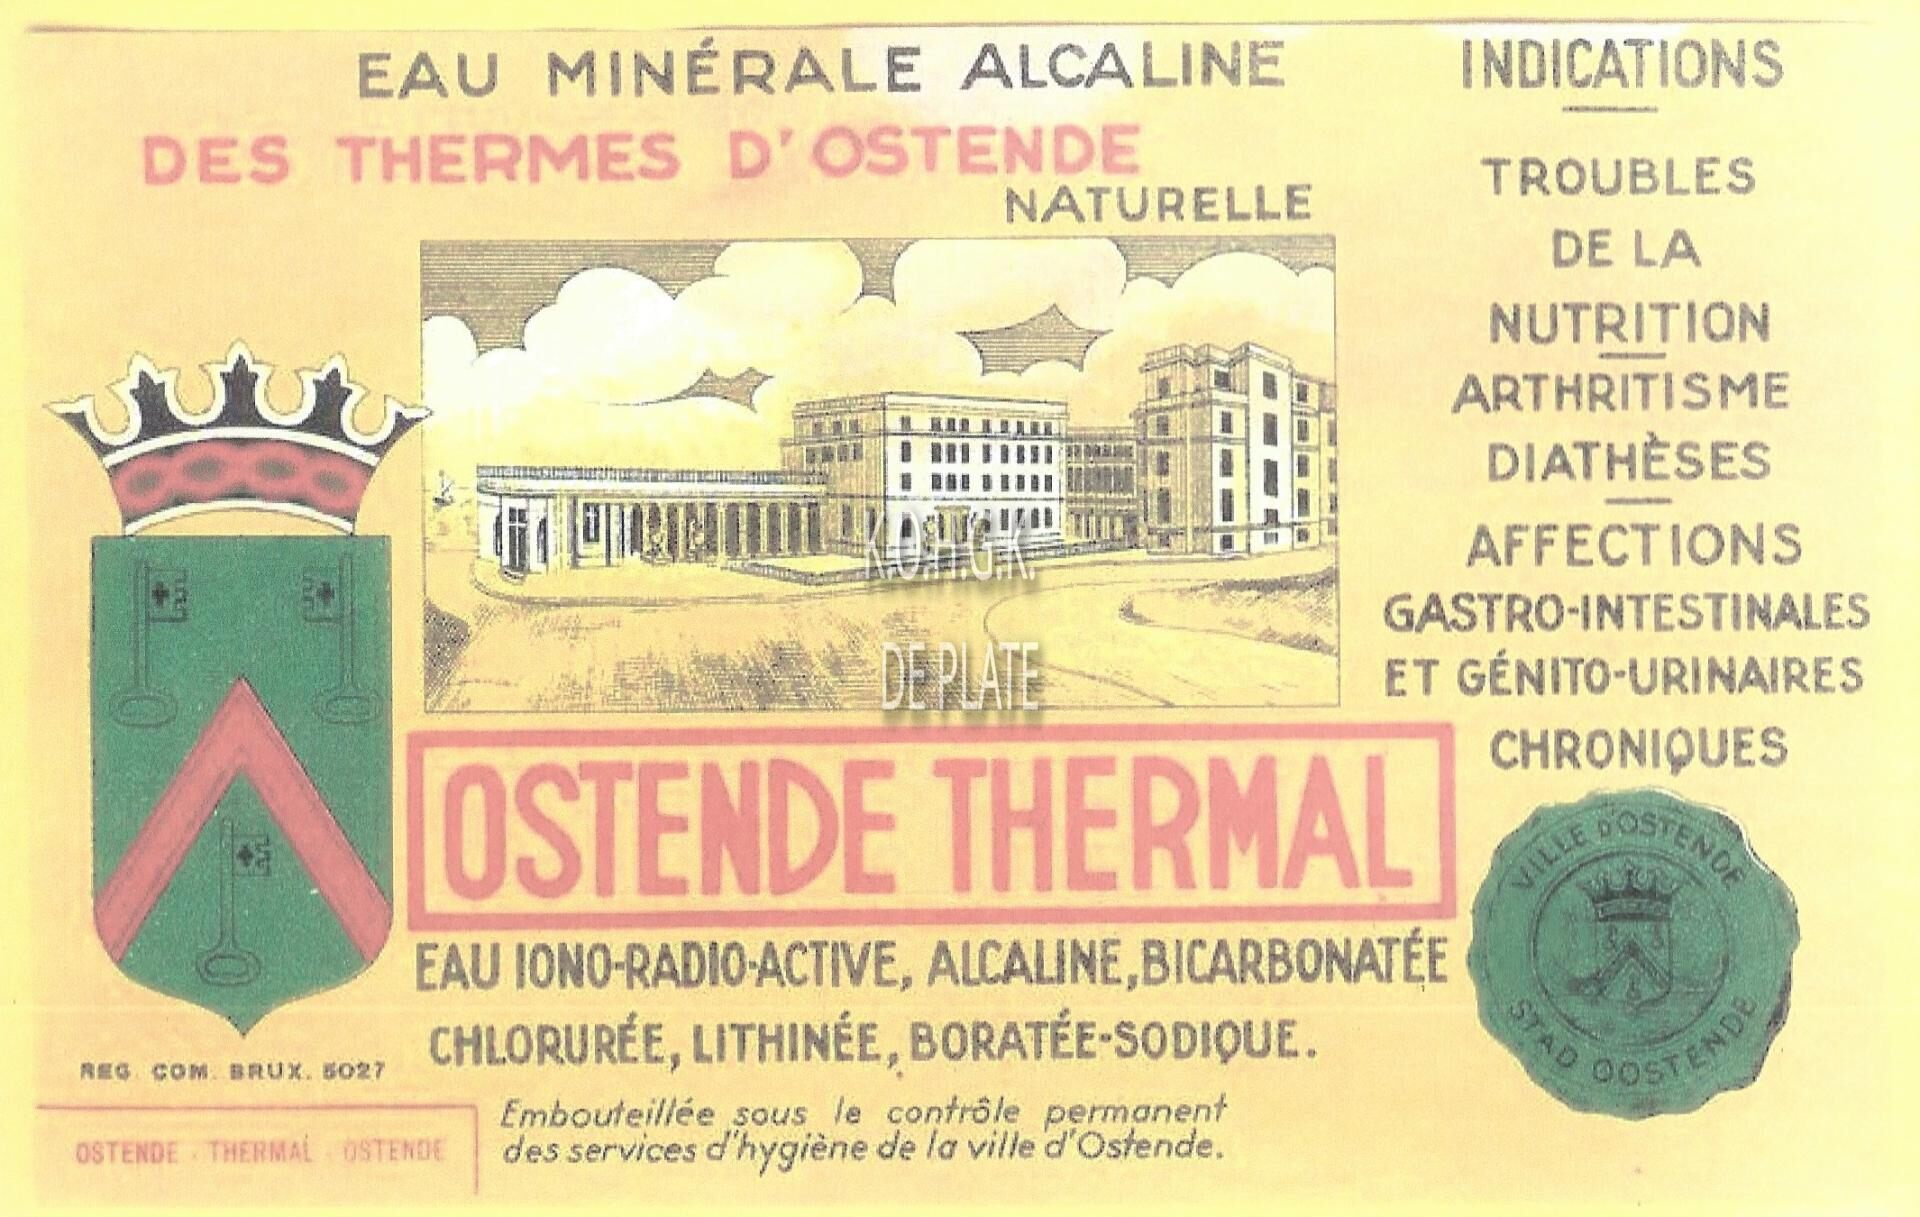 EAU MINÉRALE ALCALINE
DES THERMES D'OSTENDE
NATURELLE
K.O.H.G.K.
DE PLATE
OSTENDE THERMAL
EAU IONO-RADIO-ACTIVE, ALCALINE, BICARBONATÉE
CHLORURÉE, LITHINÉE, BORATÉE-SODIQUE.
Embouteillée sous le contrôle permanent
des services d'hygiène de la ville d'Ostende.
REG. COM. BRUX. 5027
OSTENDE - THERMAL - OSTENDE
INDICATIONS
TROUBLES
DE LA
NUTRITION
ARTHRITISME
DIATHÈSES
AFFECTIONS
GASTRO-INTESTINALES
ET GÉNITO-URINAIRES
CHRONIQUES
VILLE D'OSTENDE
STAD OOSTENDE